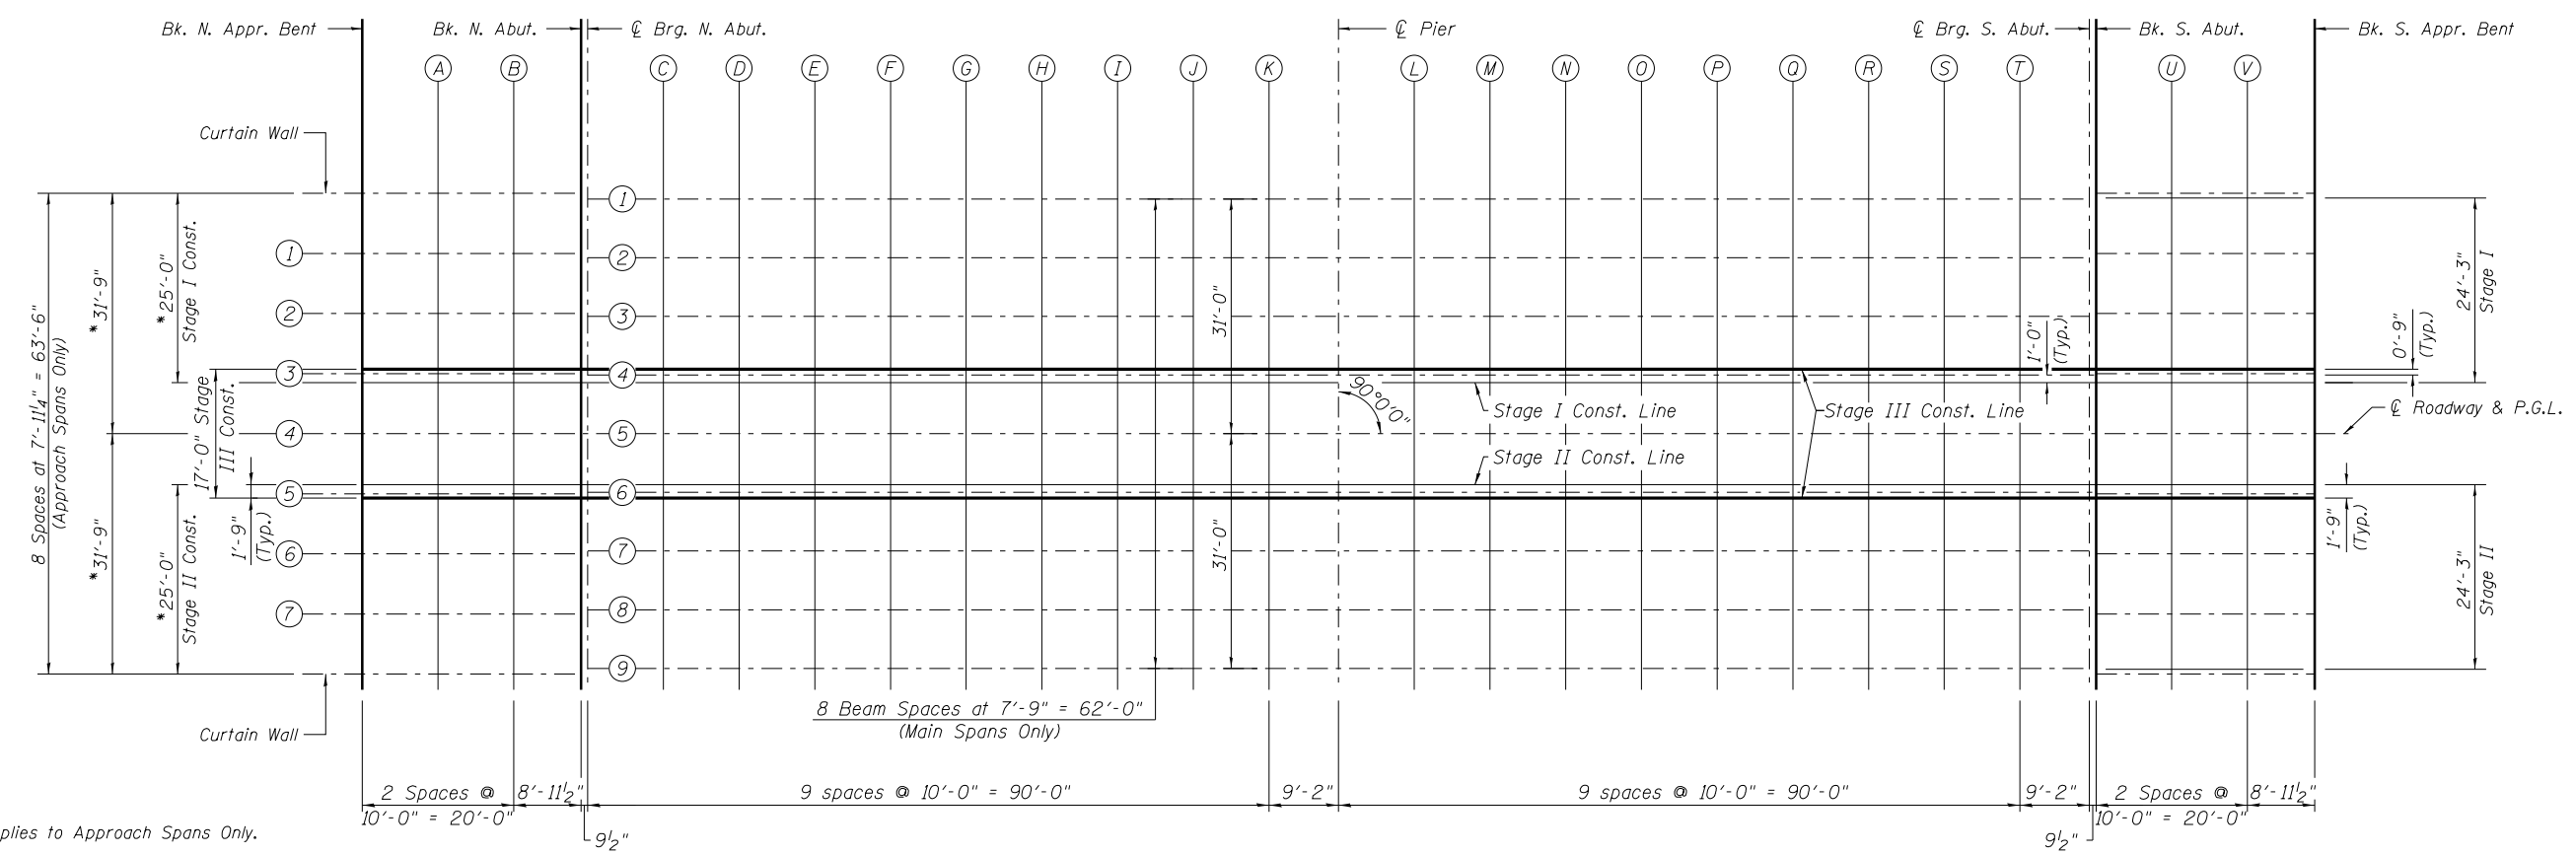 Bk. N. Appr. Bent
Bk. N. Abut.
℄ Brg. N. Abut.
℄ Pier
℄ Brg. S. Abut.
Bk. S. Abut.
Bk. S. Appr. Bent
A B C D E F G H I J K L M N O P Q R S T U V
Curtain Wall
8 Spaces at 7'-11¼" = 63'-6"
(Approach Spans Only)
*31'-9"
*31'-9"
*25'-0"
Stage I Const.
*25'-0"
Stage II Const.
17'-0" Stage
III Const.
1'-9"
(Typ.)
1
2
3
4
5
6
7
1
2
3
4
5
6
7
8
9
31'-0"
31'-0"
90°0'0"
Stage I Const. Line
Stage II Const. Line
Stage III Const. Line
1'-0"
(Typ.)
24'-3"
Stage I
0'-9"
(Typ.)
℄ Roadway & P.G.L.
1'-9"
(Typ.)
24'-3"
Stage II
Curtain Wall
8 Beam Spaces at 7'-9" = 62'-0"
(Main Spans Only)
2 Spaces @
10'-0" = 20'-0"
8'-11½"
9½"
9 spaces @ 10'-0" = 90'-0"
9'-2"
9 spaces @ 10'-0" = 90'-0"
9'-2"
9½"
2 Spaces @
10'-0" = 20'-0"
8'-11½"
plies to Approach Spans Only.